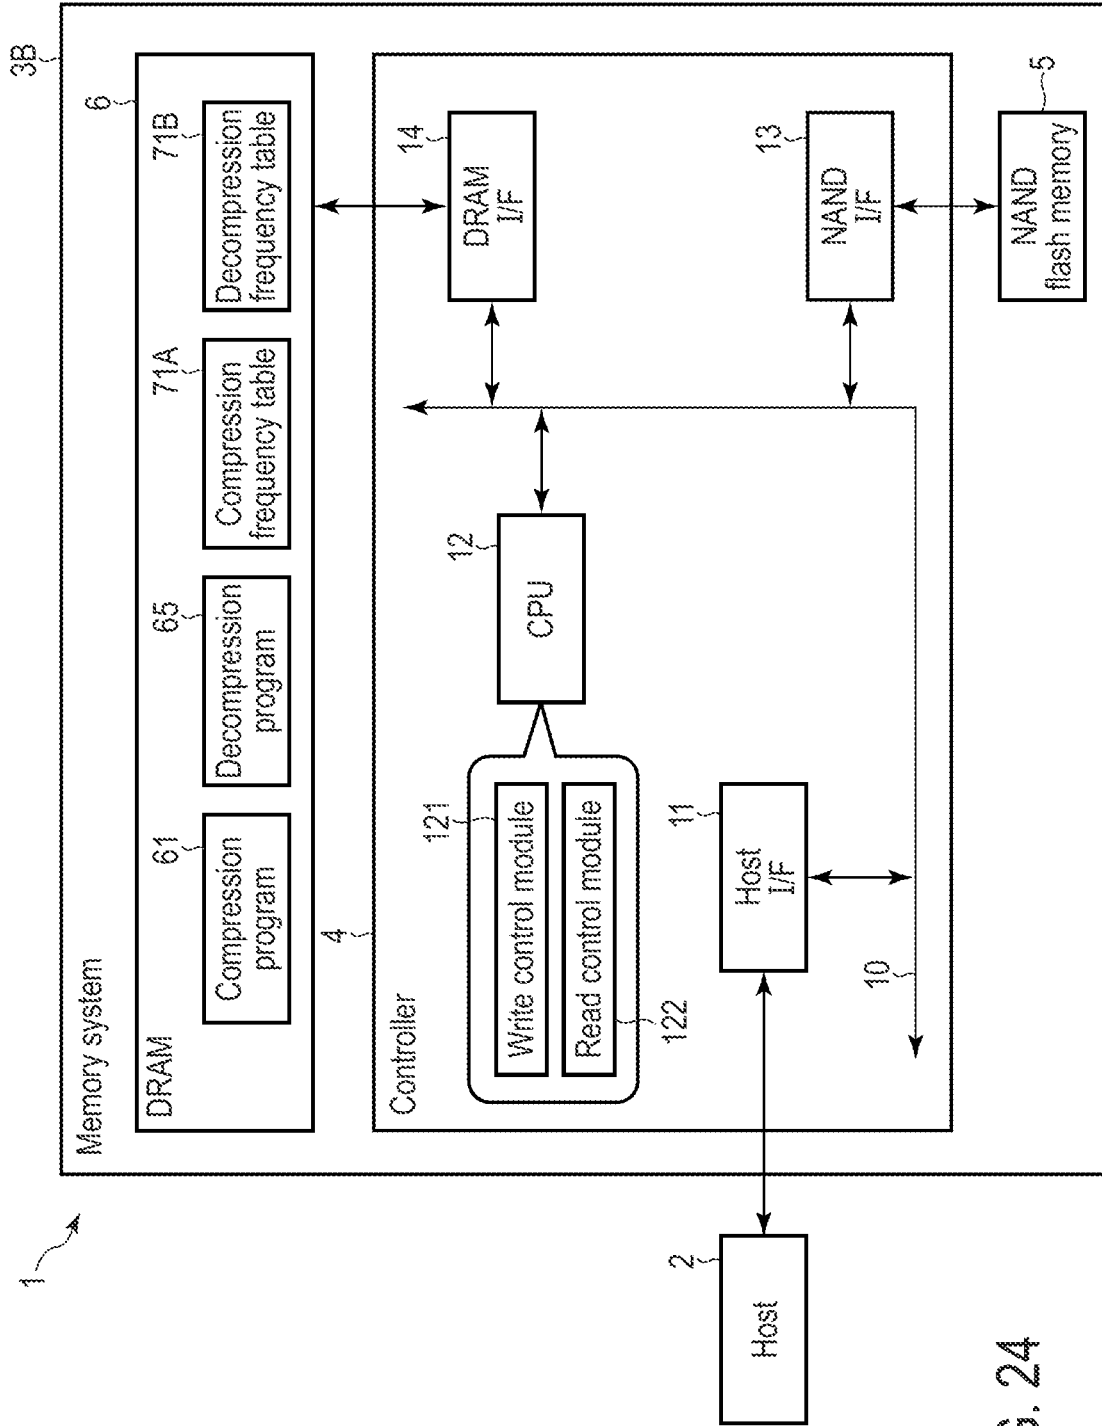 1
3B
Memory system
6
DRAM
61
Compression
program
65
Decompression
program
71A
Compression
frequency table
71B
Decompression
frequency table
4
Controller
121
Write control module
Read control module
122
12
CPU
14
DRAM
I/F
11
Host
I/F
13
NAND
I/F
10
2
Host
5
NAND
flash memory
24